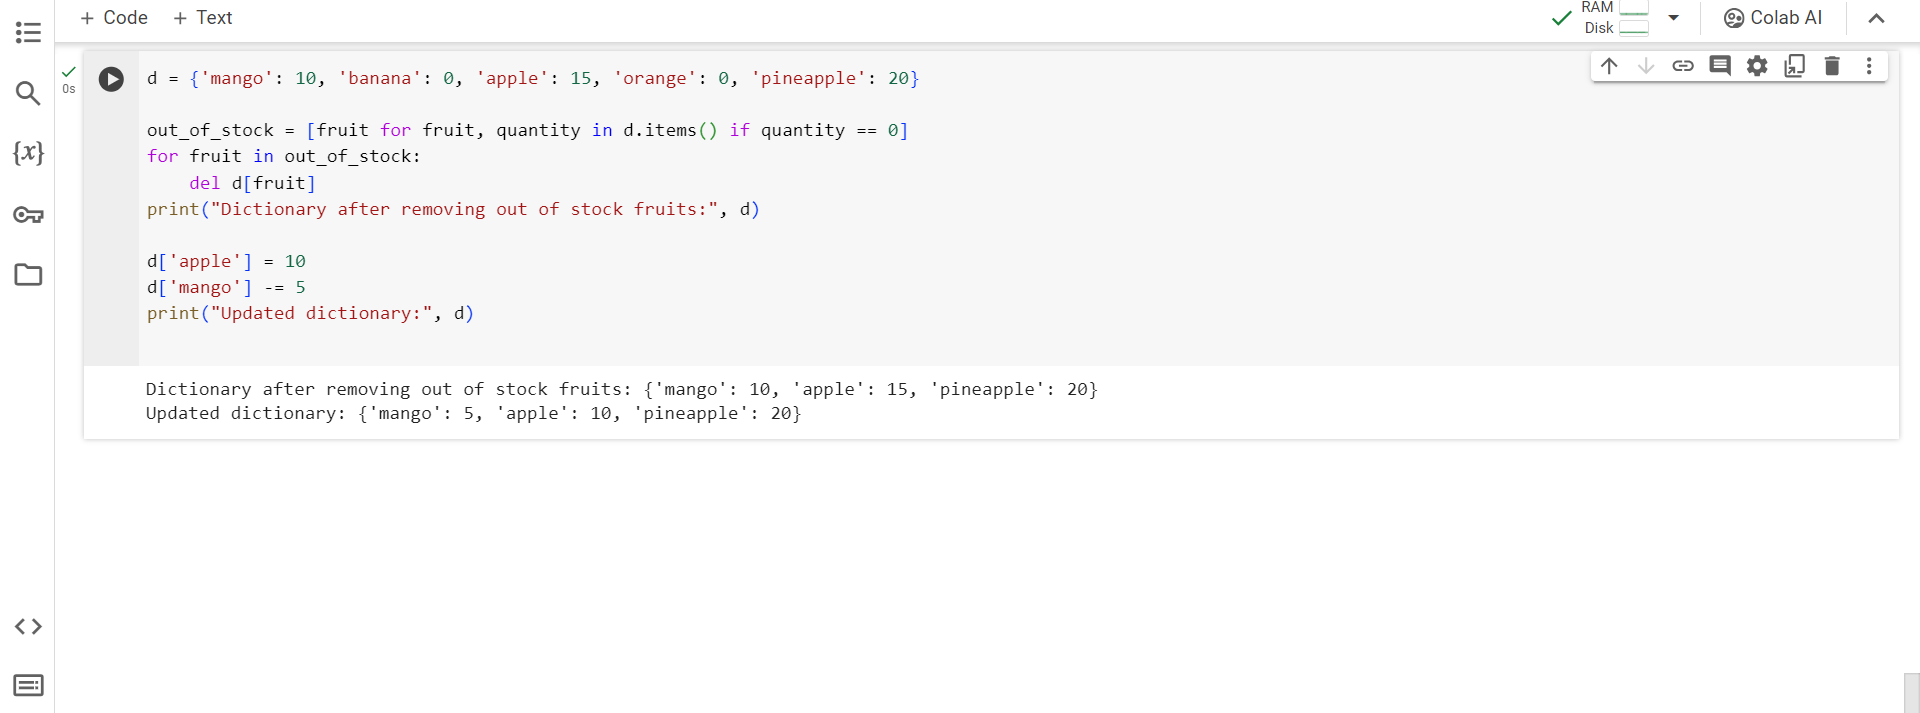 + Code + Text
RAM
Disk
Colab AI
0s
{x}
d = {'mango': 10, 'banana': 0, 'apple': 15, 'orange': 0, 'pineapple': 20}
out_of_stock = [fruit for fruit, quantity in d.items() if quantity == 0]
for fruit in out_of_stock:
    del d[fruit]
print("Dictionary after removing out of stock fruits:", d)
d['apple'] = 10
d['mango'] -= 5
print("Updated dictionary:", d)
Dictionary after removing out of stock fruits: {'mango': 10, 'apple': 15, 'pineapple': 20}
Updated dictionary: {'mango': 5, 'apple': 10, 'pineapple': 20}